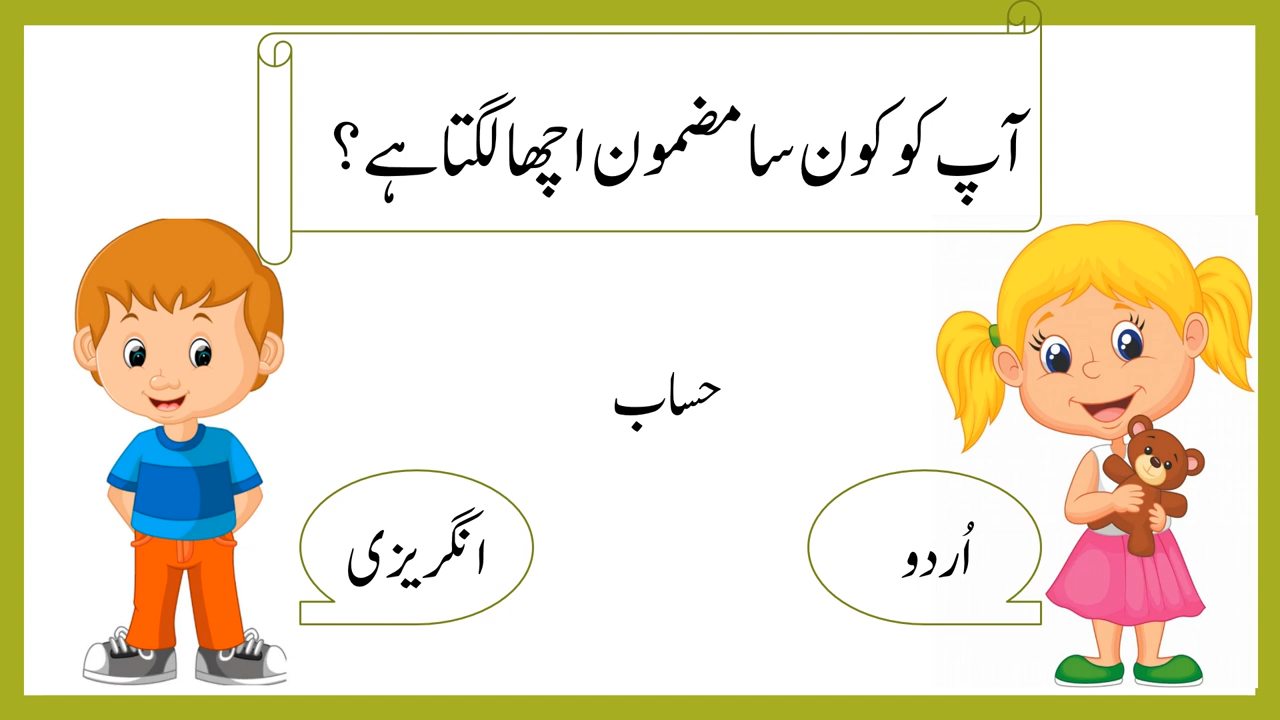 آپ کو کون سا مضمون اچھا لگتا ہے؟
حساب
اُردو
انگریزی